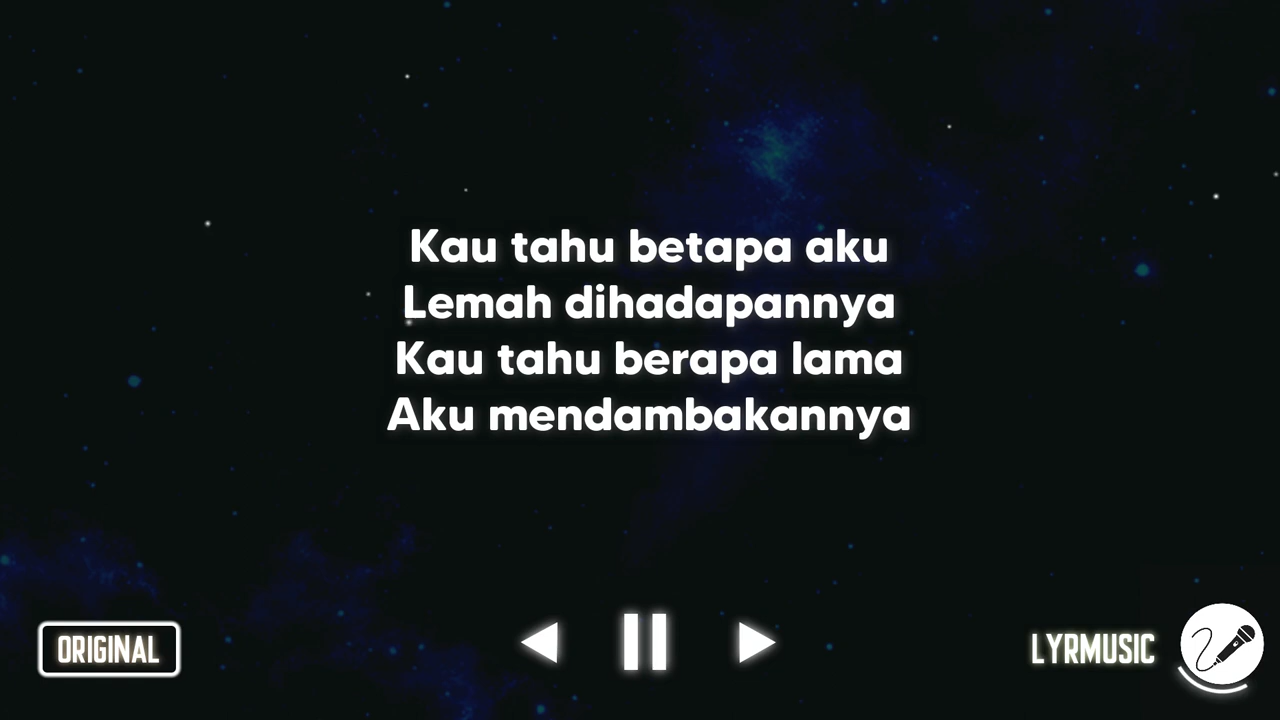 Kau tahu betapa aku
Lemah dihadapannya
Kau tahu berapa lama
Aku mendambakannya
ORIGINAL
LYRMUSIC